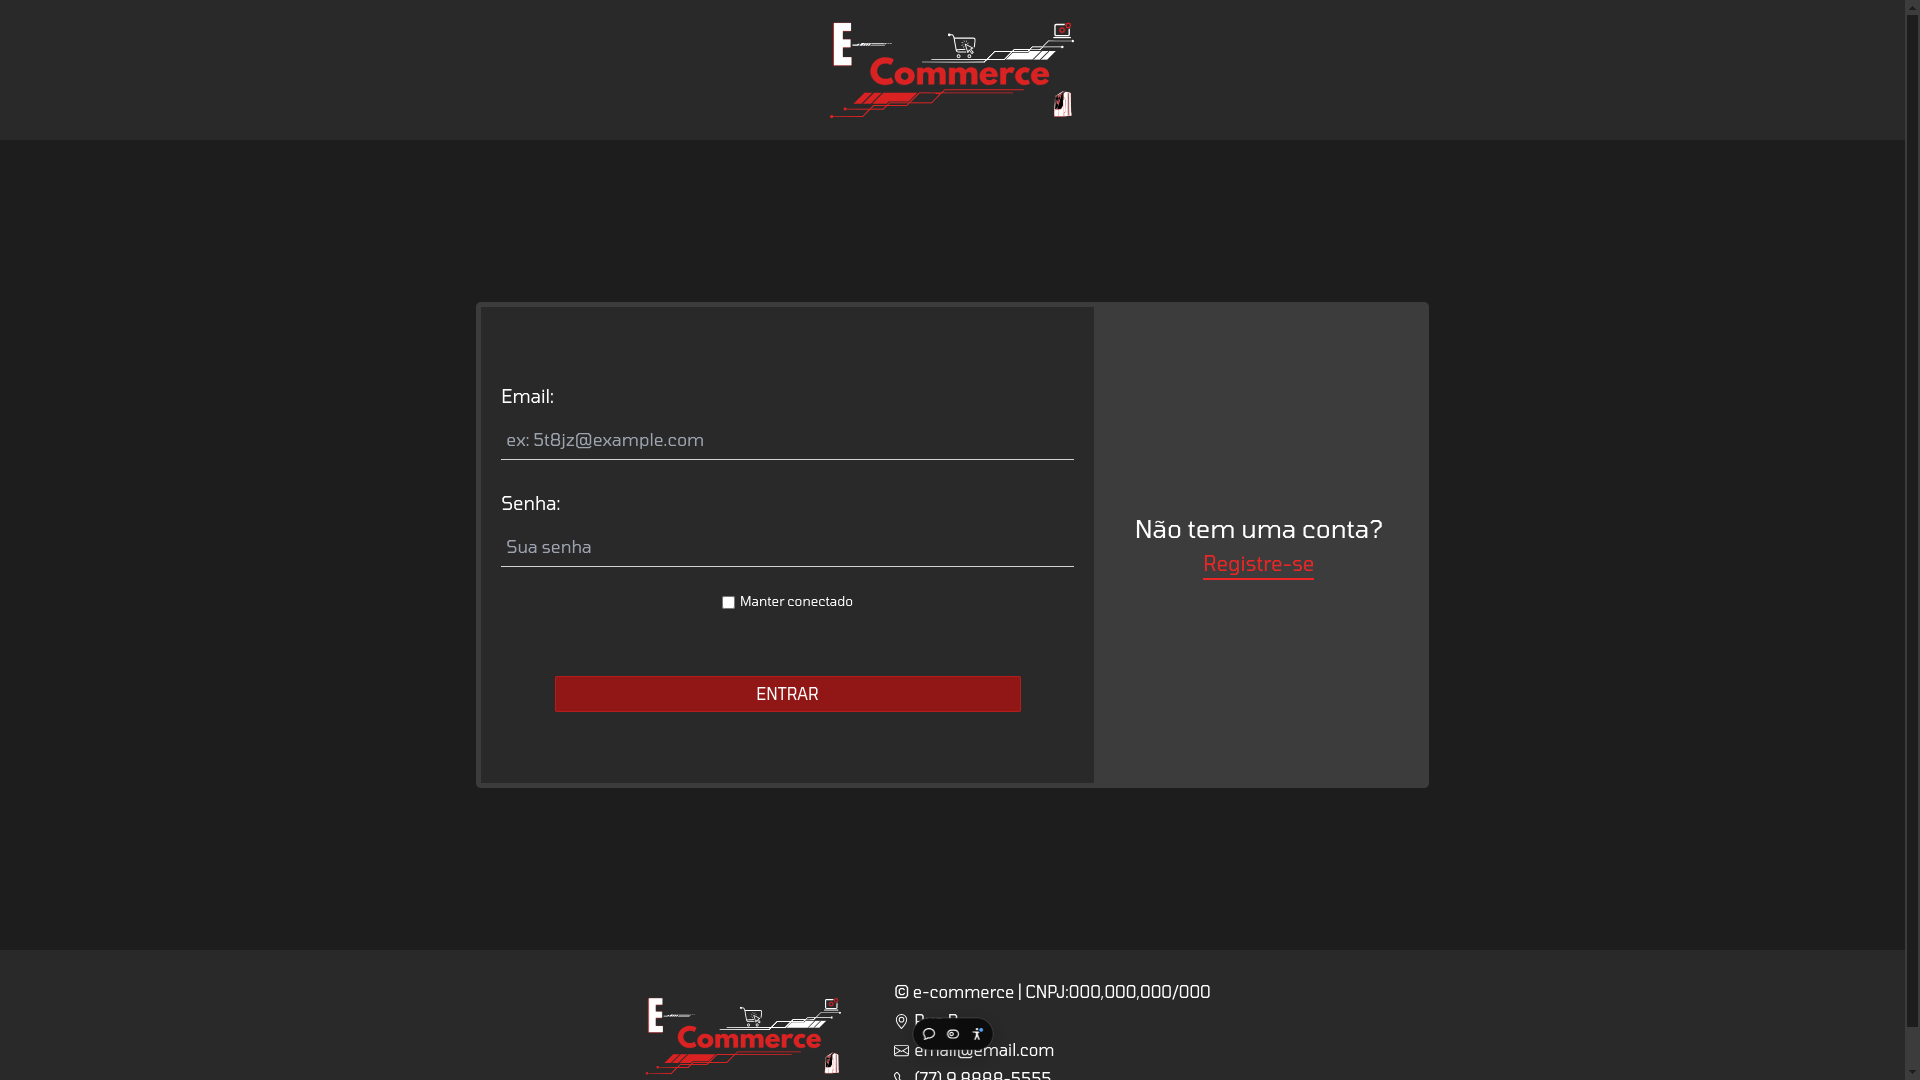 E
Commerce
Email:
ex: 5t8jz@example.com
Senha:
Sua senha
Manter conectado
ENTRAR
Não tem uma conta?
Registre-se
E
Commerce
© e-commerce | CNPJ:000,000,000/000
email@email.com
(77) 9 8888-5555